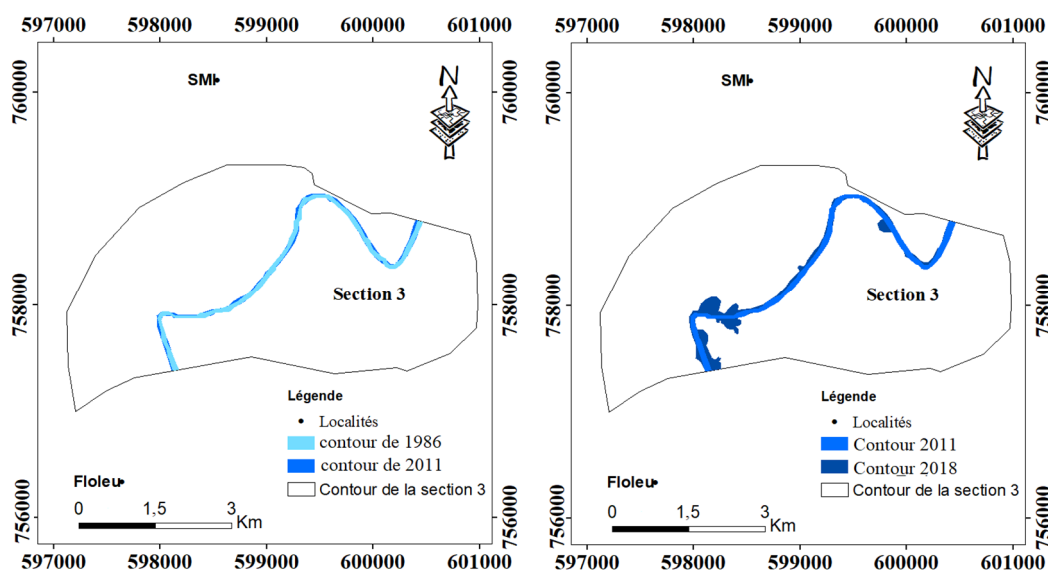 597000 598000 599000 600000 601000
760000
758000
756000
SMI
N
Section 3
Légende
Localités
contour de 1986
contour de 2011
Contour de la section 3
Floleu
0 1,5 3
Km
760000
758000
756000
597000 598000 599000 600000 601000
597000 598000 599000 600000 601000
760000
758000
756000
SMI
N
Section 3
Légende
Localités
Contour 2011
Contour 2018
Contour de la section 3
Floleu
0 1,5 3
Km
760000
758000
756000
597000 598000 599000 600000 601000